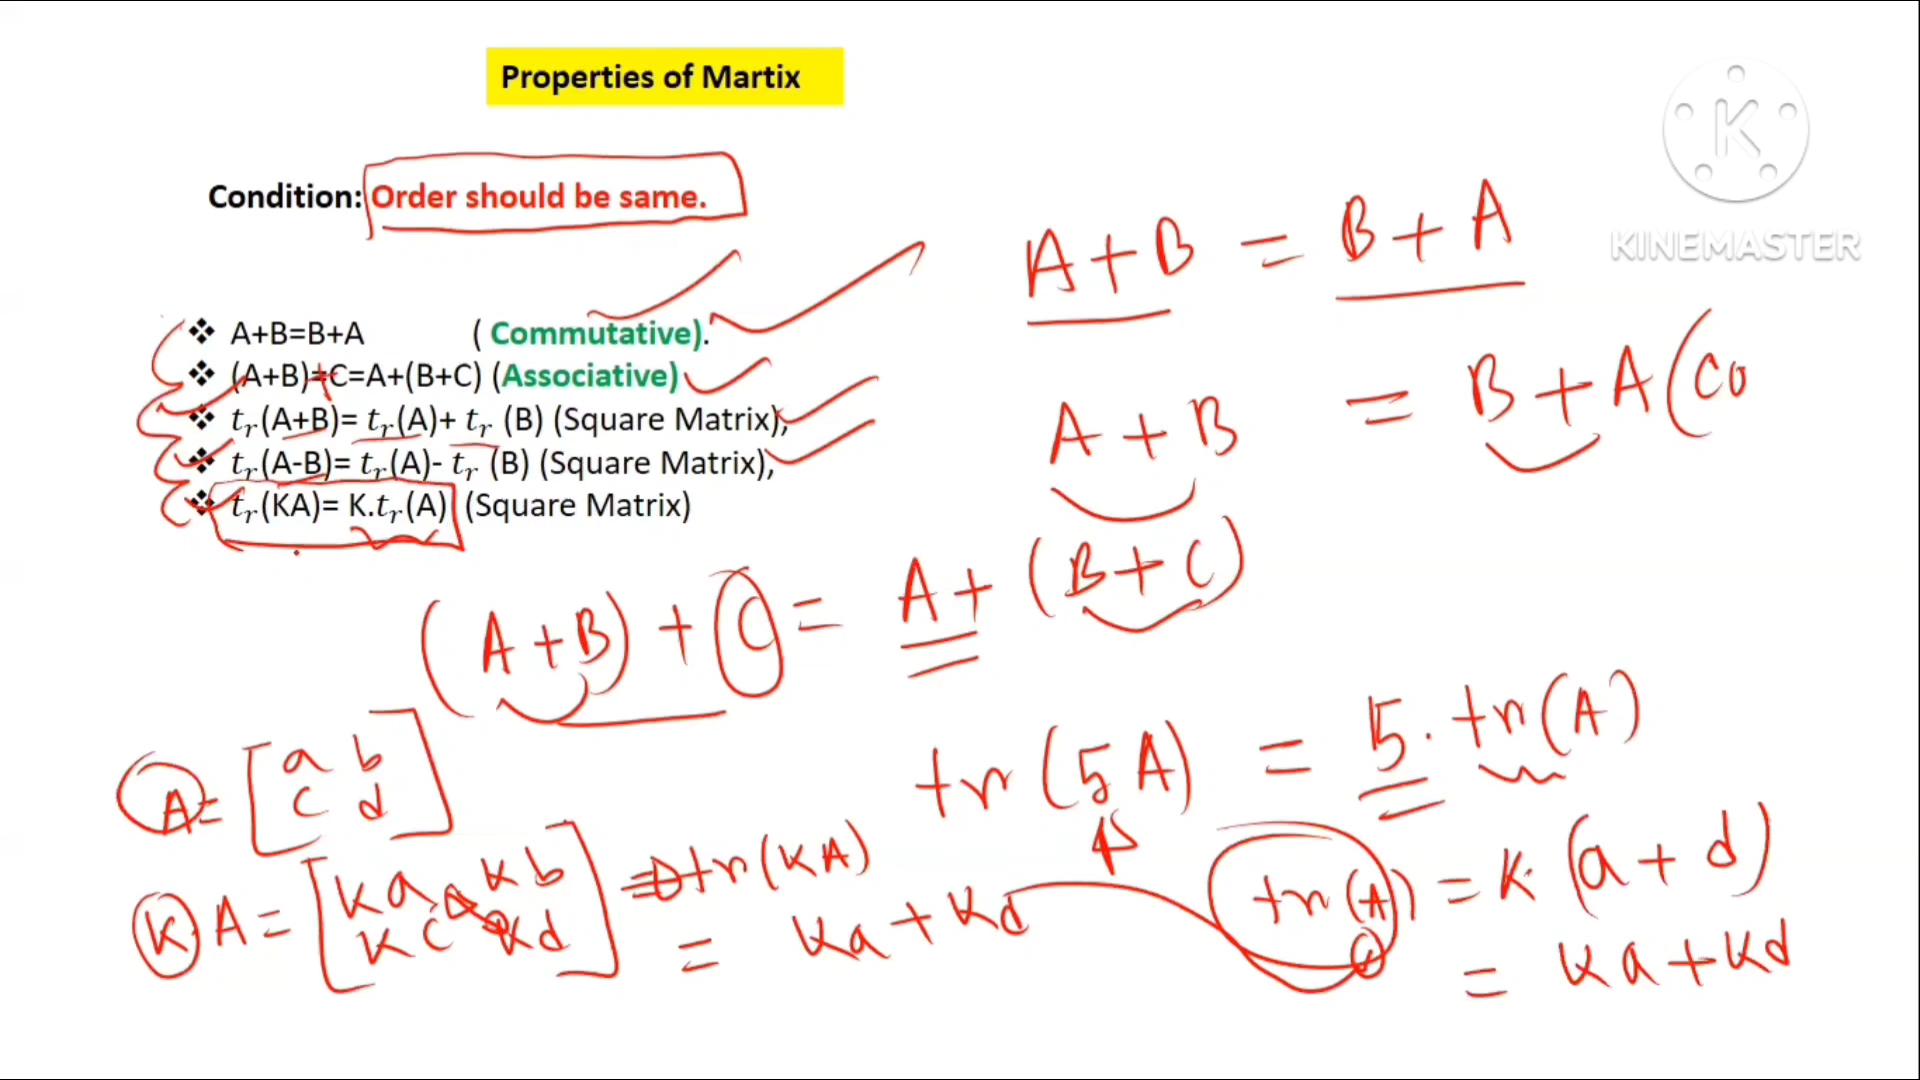 Properties of Martix
K
KINEMASTER
Condition: Order should be same.
A+B = B+A
❖ A+B=B+A ( Commutative).
❖ (A+B)+C=A+(B+C) (Associative)
A+B = B+A (Co
❖ tr(A+B)= tr(A)+ tr (B) (Square Matrix),
❖ tr(A-B)= tr(A)- tr (B) (Square Matrix),
❖ tr(KA)= K.tr(A) (Square Matrix)
(A+B) + C = A+ (B+C)
tr (5A) = 5. tr(A)
A= [a b
c d]
KA = [Ka Kb
Kc Kd] ⇒ tr(KA)
= Ka + Kd
tr(A) = K. (a+d)
= Ka+Kd